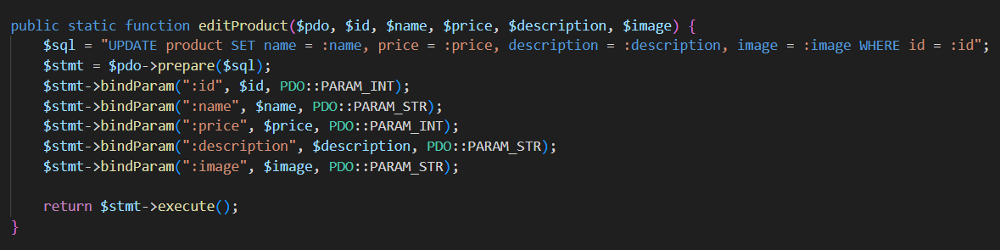 public static function editProduct($pdo, $id, $name, $price, $description, $image) {
    $sql = "UPDATE product SET name = :name, price = :price, description = :description, image = :image WHERE id = :id";
    $stmt = $pdo->prepare($sql);
    $stmt->bindParam(":id", $id, PDO::PARAM_INT);
    $stmt->bindParam(":name", $name, PDO::PARAM_STR);
    $stmt->bindParam(":price", $price, PDO::PARAM_INT);
    $stmt->bindParam(":description", $description, PDO::PARAM_STR);
    $stmt->bindParam(":image", $image, PDO::PARAM_STR);

    return $stmt->execute();
}